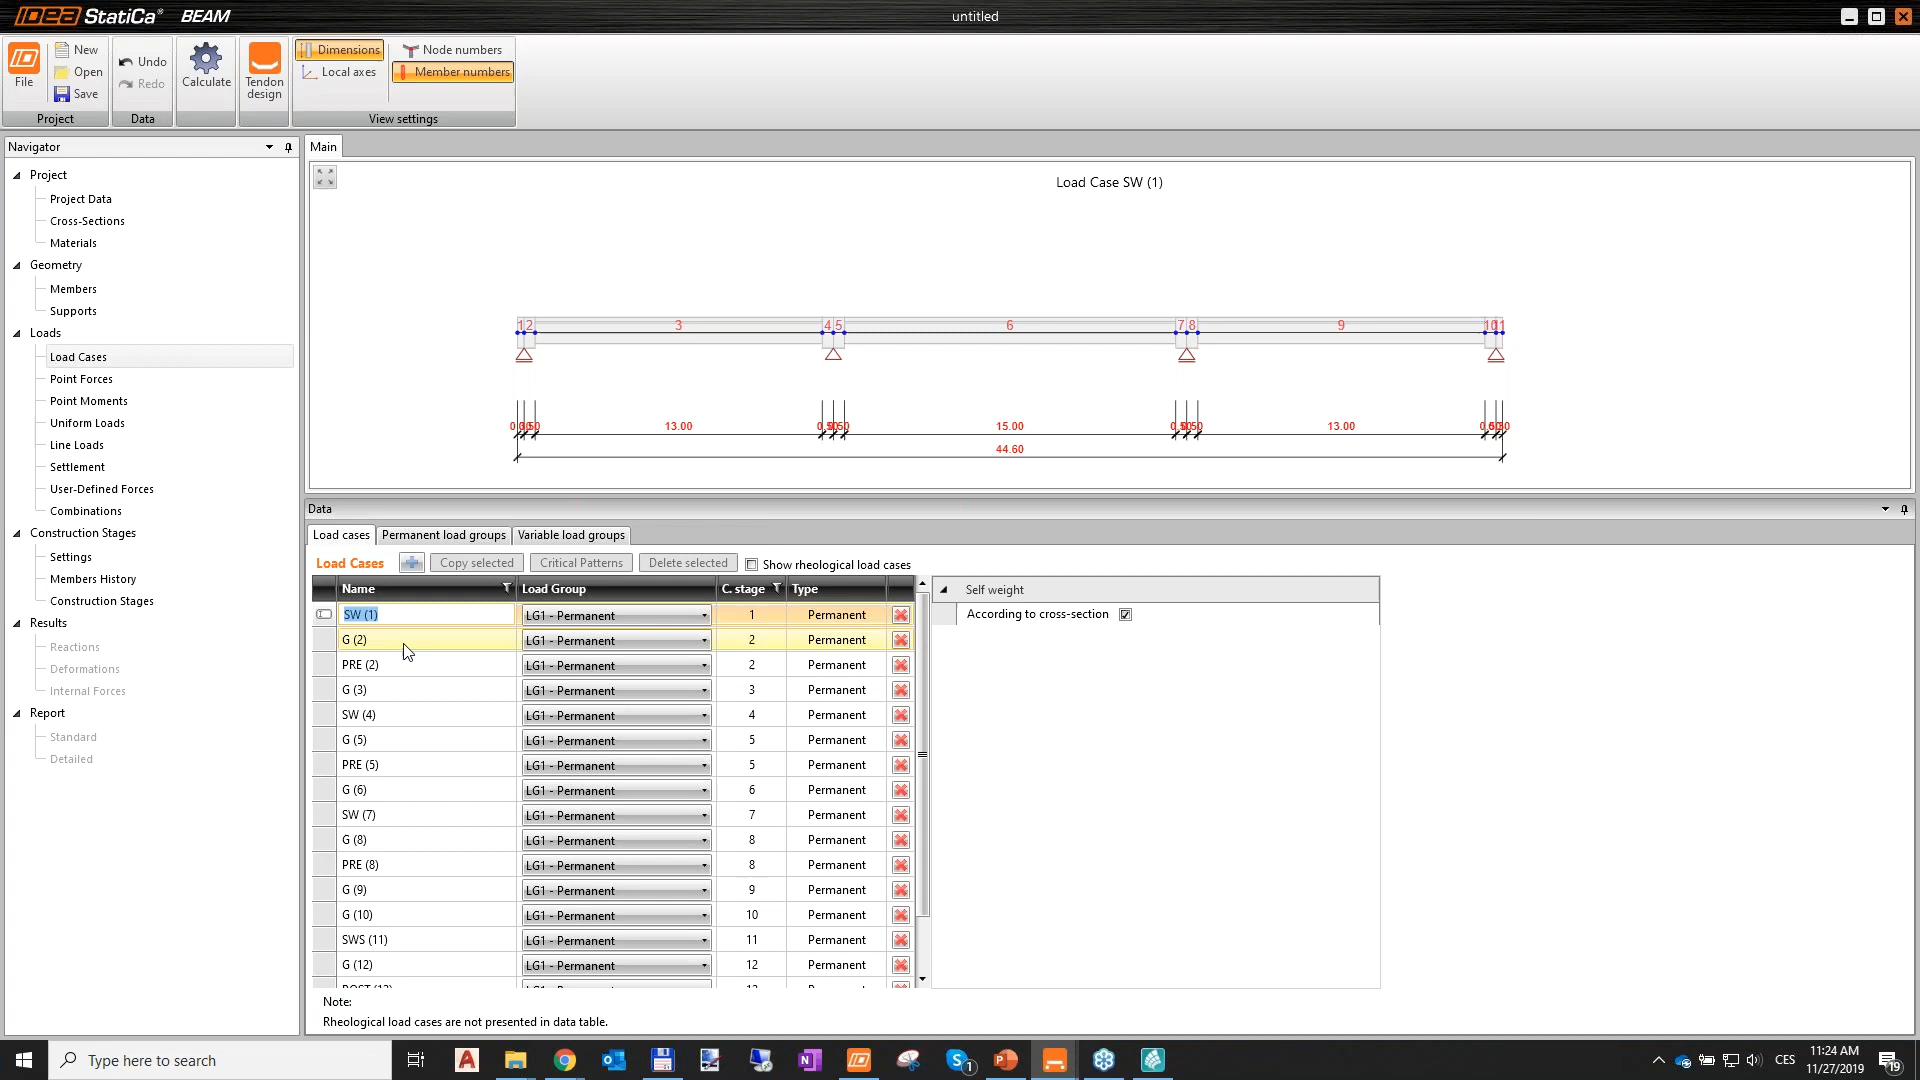 IDEA StatiCa® BEAM
untitled
File
New
Open
Save
Project
Undo
Redo
Data
Calculate
Tendon design
Dimensions
Local axes
Node numbers
Member numbers
View settings
Navigator
Project
Project Data
Cross-Sections
Materials
Geometry
Members
Supports
Loads
Load Cases
Point Forces
Point Moments
Uniform Loads
Line Loads
Settlement
User-Defined Forces
Combinations
Construction Stages
Settings
Members History
Construction Stages
Results
Reactions
Deformations
Internal Forces
Report
Standard
Detailed
Main
Load Case SW (1)
1 2 3 4 5 6 7 8 9 10 11
13.00 15.00 13.00
44.60
Data
Load cases Permanent load groups Variable load groups
Load Cases Copy selected Critical Patterns Delete selected Show rheological load cases
Name Load Group C. stage Type
SW (1) LG1 - Permanent 1 Permanent
G (2) LG1 - Permanent 2 Permanent
PRE (2) LG1 - Permanent 2 Permanent
G (3) LG1 - Permanent 3 Permanent
SW (4) LG1 - Permanent 4 Permanent
G (5) LG1 - Permanent 5 Permanent
PRE (5) LG1 - Permanent 5 Permanent
G (6) LG1 - Permanent 6 Permanent
SW (7) LG1 - Permanent 7 Permanent
G (8) LG1 - Permanent 8 Permanent
PRE (8) LG1 - Permanent 8 Permanent
G (9) LG1 - Permanent 9 Permanent
G (10) LG1 - Permanent 10 Permanent
SWS (11) LG1 - Permanent 11 Permanent
G (12) LG1 - Permanent 12 Permanent
Self weight
According to cross-section
Note:
Rheological load cases are not presented in data table.
Type here to search
CES
11:24 AM
11/27/2019
19